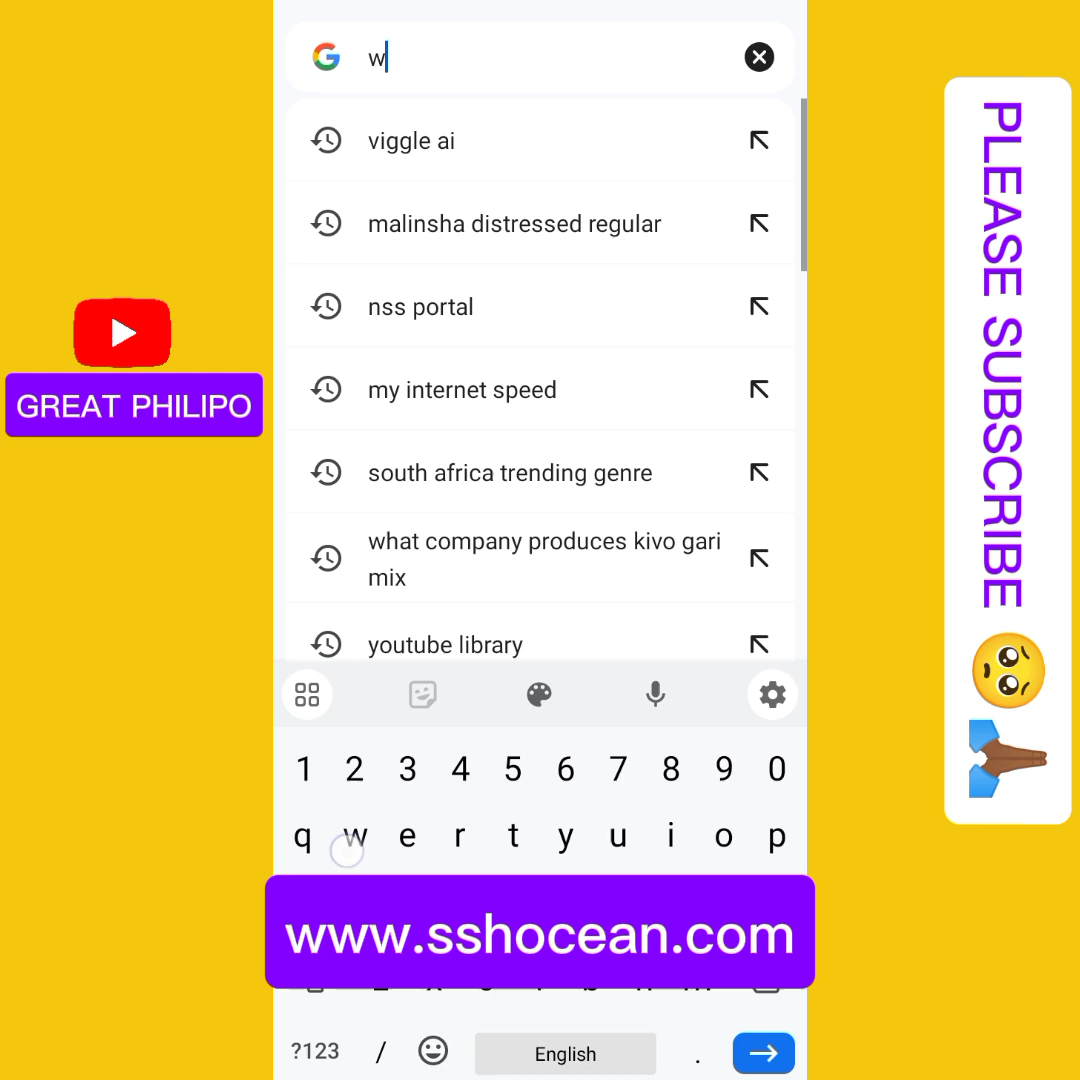 w
viggle ai
malinsha distressed regular
nss portal
my internet speed
south africa trending genre
what company produces kivo gari
mix
youtube library
GREAT PHILIPO
PLEASE SUBSCRIBE 🥺🙏🏾
1 2 3 4 5 6 7 8 9 0
q w e r t y u i o p
www.sshocean.com
?123 / English .